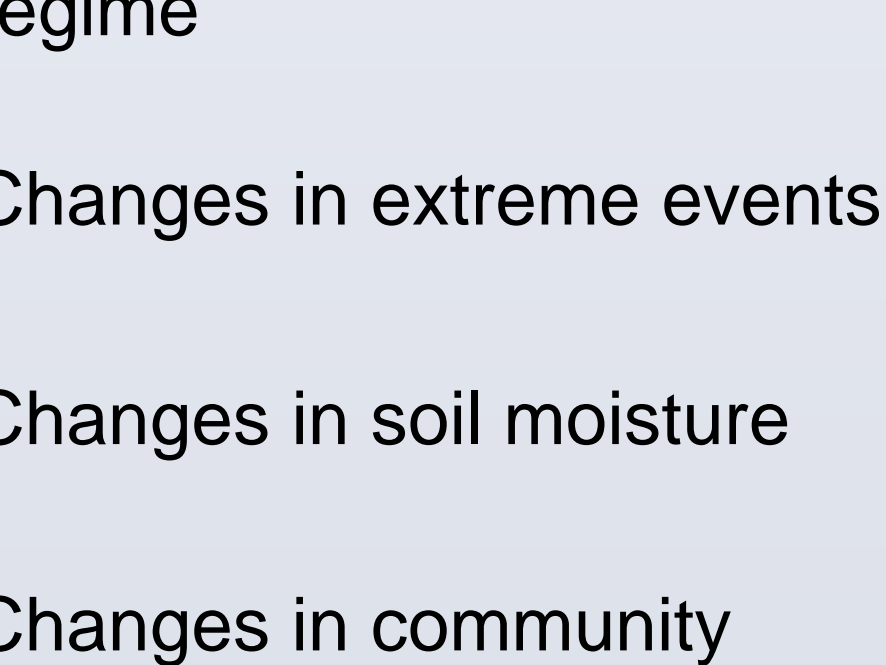 egime
Changes in extreme events
Changes in soil moisture
Changes in community